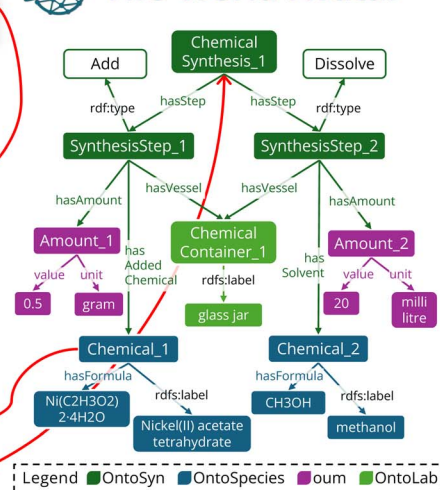 Chemical
Synthesis_1
Add
Dissolve
rdf:type
hasStep
hasStep
rdf:type
SynthesisStep_1
SynthesisStep_2
hasAmount
hasVessel
hasVessel
hasAmount
Amount_1
Chemical
Container_1
Amount_2
has
Added
Chemical
has
Solvent
value
unit
rdfs:label
value
unit
0.5
gram
glass jar
20
milli
litre
Chemical_1
Chemical_2
hasFormula
rdfs:label
hasFormula
rdfs:label
Ni(C2H3O2)
2·4H2O
Nickel(II) acetate
tetrahydrate
CH3OH
methanol
Legend OntoSyn OntoSpecies oum OntoLab